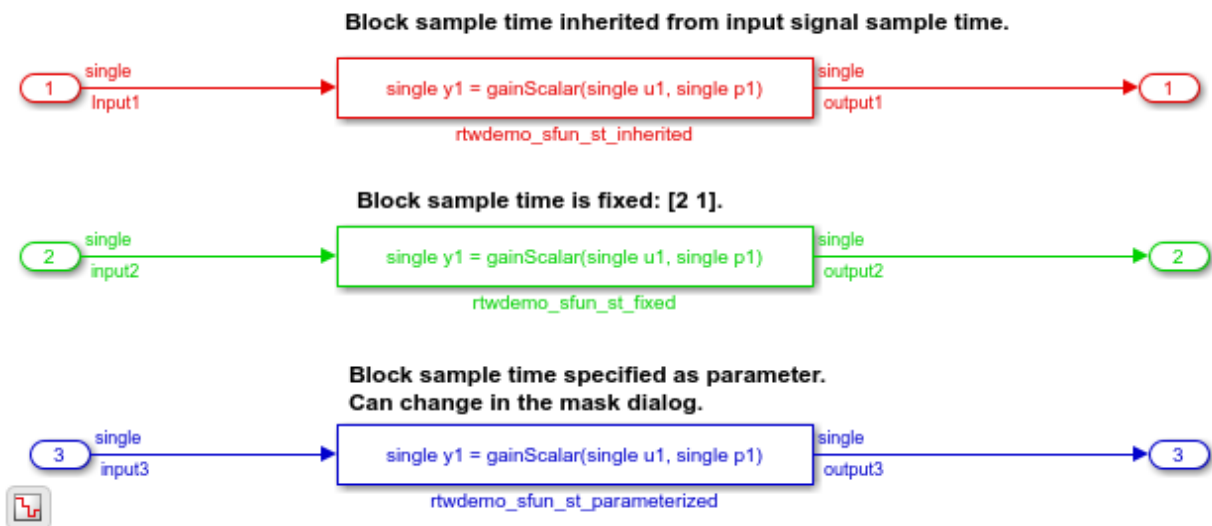 Block sample time inherited from input signal sample time.
1
single
Input1
single y1 = gainScalar(single u1, single p1)
rtwdemo_sfun_st_inherited
single
output1
1
Block sample time is fixed: [2 1].
2
single
input2
single y1 = gainScalar(single u1, single p1)
rtwdemo_sfun_st_fixed
single
output2
2
Block sample time specified as parameter.
Can change in the mask dialog.
3
single
input3
single y1 = gainScalar(single u1, single p1)
rtwdemo_sfun_st_parameterized
single
output3
3